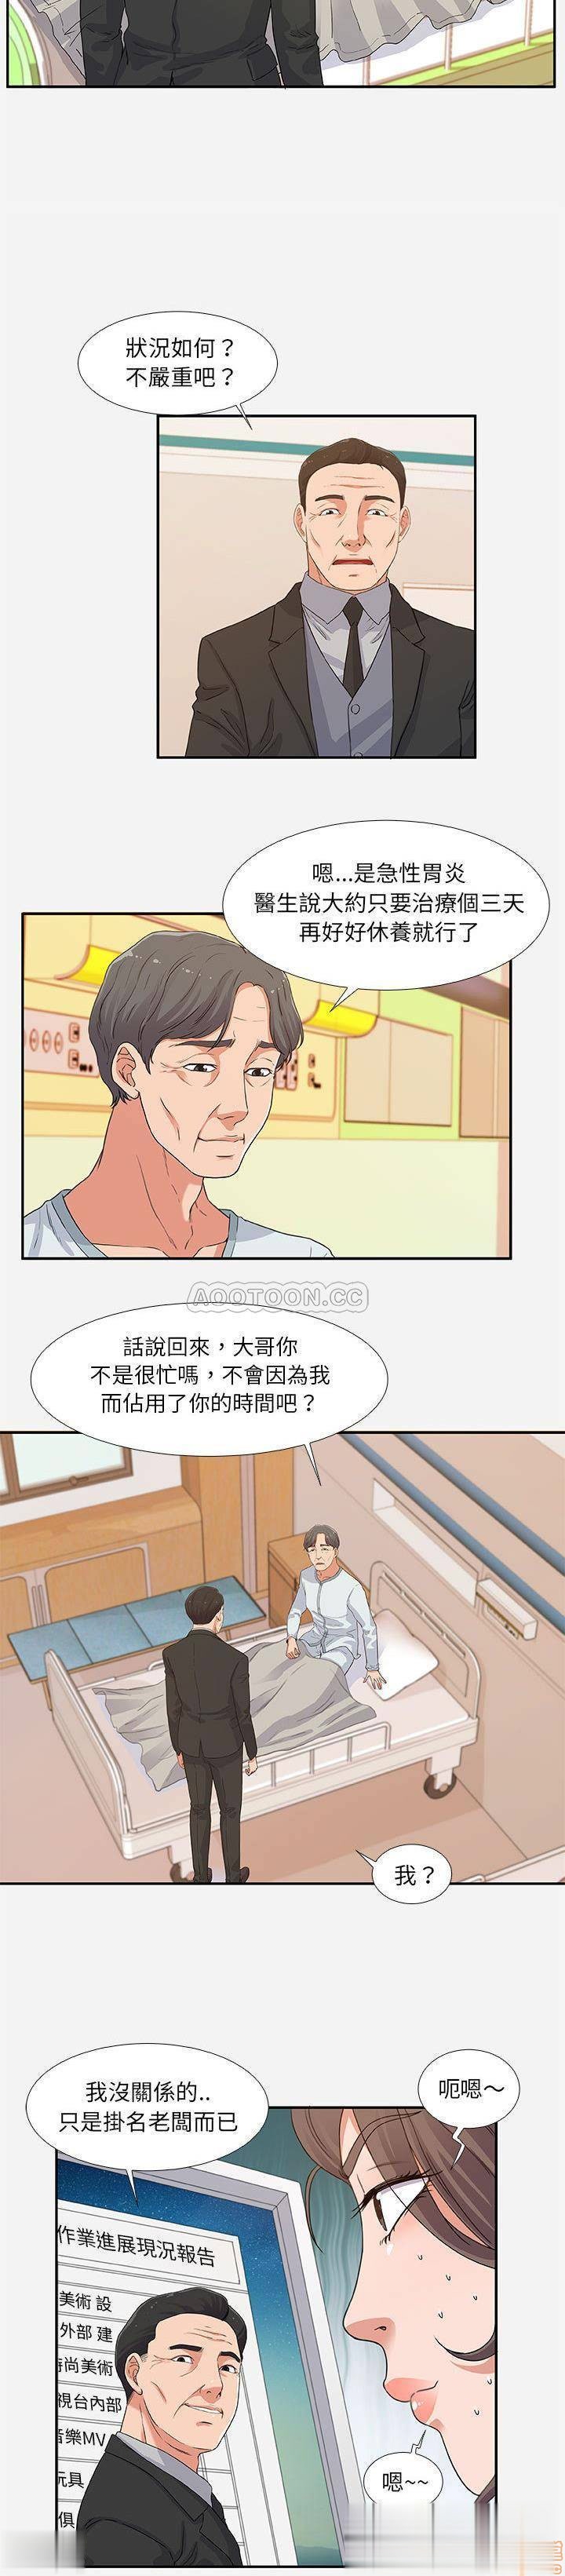 狀況如何？
不嚴重吧？
嗯...是急性胃炎
醫生說大約只要治療個三天
再好好休養就行了
AOOTOON.CC
話說回來，大哥你
不是很忙嗎，不會因為我
而佔用了你的時間吧？
我？
呃嗯～
我沒關係的..
只是掛名老闆而已
作業進展現況報告
美術 設
外部 建
時尚美術
視台內部
音樂MV
玩具
俱
嗯~~